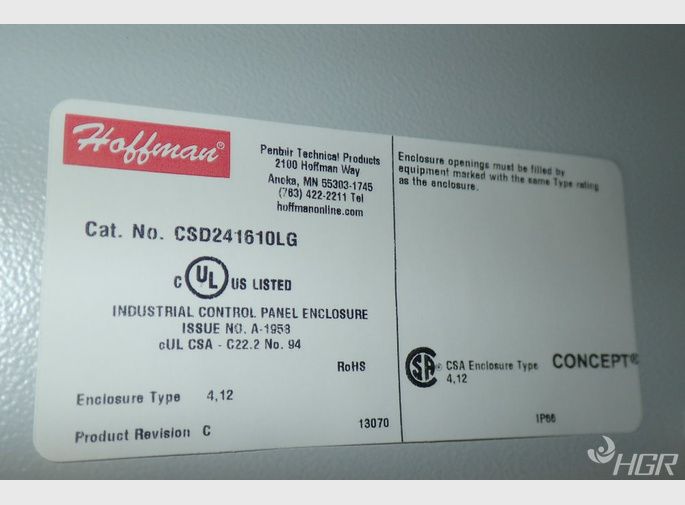 Hoffman®
Pentair Technical Products
2100 Hoffman Way
Anoka, MN 55303-1745
(763) 422-2211 Tel
hoffmanonline.com
Cat. No. CSD241610LG
C UL US LISTED
INDUSTRIAL CONTROL PANEL ENCLOSURE
ISSUE NO. A-1958
cUL CSA - C22.2 No. 94
RoHS
Enclosure Type 4,12
Product Revision C
13070
Enclosure openings must be filled by
equipment marked with the same Type rating
as the enclosure.
SA® CSA Enclosure Type
4,12
CONCEPT®
IP66
HGR